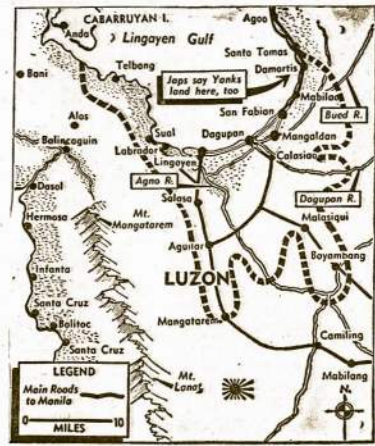 CABARRUYAN I.
Agoo
Anda
Lingayen Gulf
Santo Tomas
Damortis
Bani
Telbang
Japs say Yanks
land here, too
Mabilao
Alos
San Fabian
Bued R.
Sual
Dagupan
Mangaldan
Balincaguin
Labrador
Calasiao
Lingayen
Agno R.
Dasol
Salasa
Dagupan R.
Mt.
Mangatarem
Malasiqui
Hermosa
Aguilar
Bayambang
LUZON
Infanta
Santa Cruz
Mangatarem
Bolitoc
Camiling
Santa Cruz
LEGEND
Main Roads
to Manila
0 10
MILES
Mt.
Lanat
Mabilang
N.